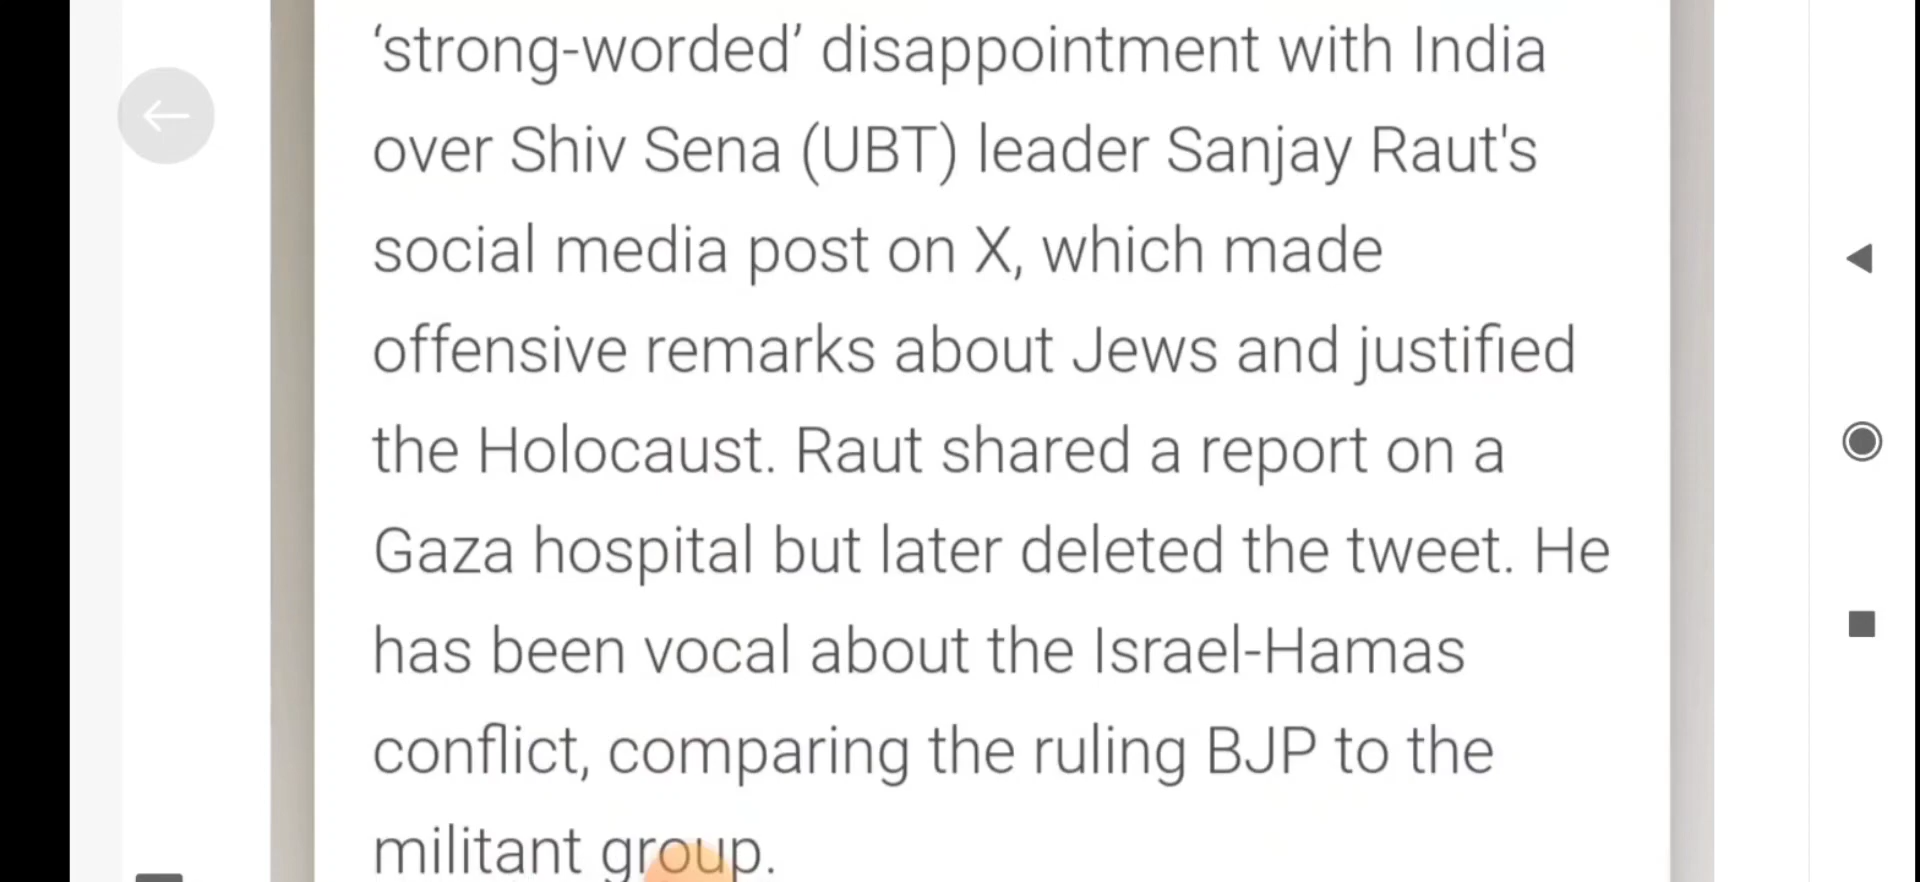 ‘strong-worded’ disappointment with India
over Shiv Sena (UBT) leader Sanjay Raut's
social media post on X, which made
offensive remarks about Jews and justified
the Holocaust. Raut shared a report on a
Gaza hospital but later deleted the tweet. He
has been vocal about the Israel-Hamas
conflict, comparing the ruling BJP to the
militant group.